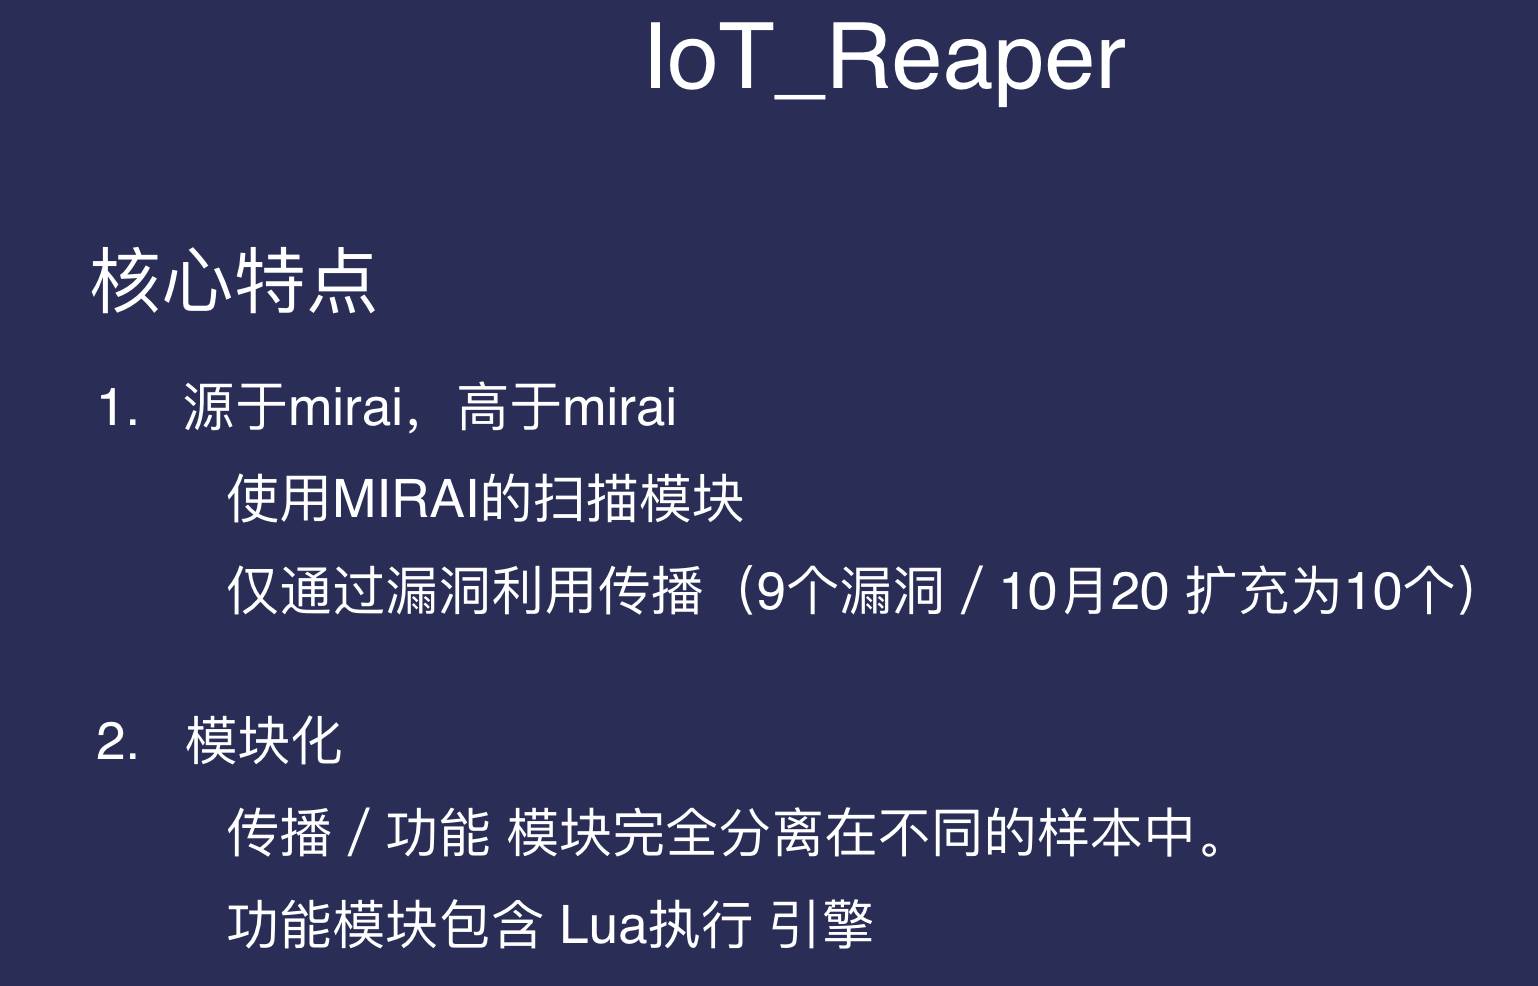 IoT_Reaper
核心特点
1. 源于mirai，高于mirai
使用MIRAI的扫描模块
仅通过漏洞利用传播（9个漏洞 / 10月20 扩充为10个）
2. 模块化
传播 / 功能 模块完全分离在不同的样本中。
功能模块包含 Lua执行 引擎